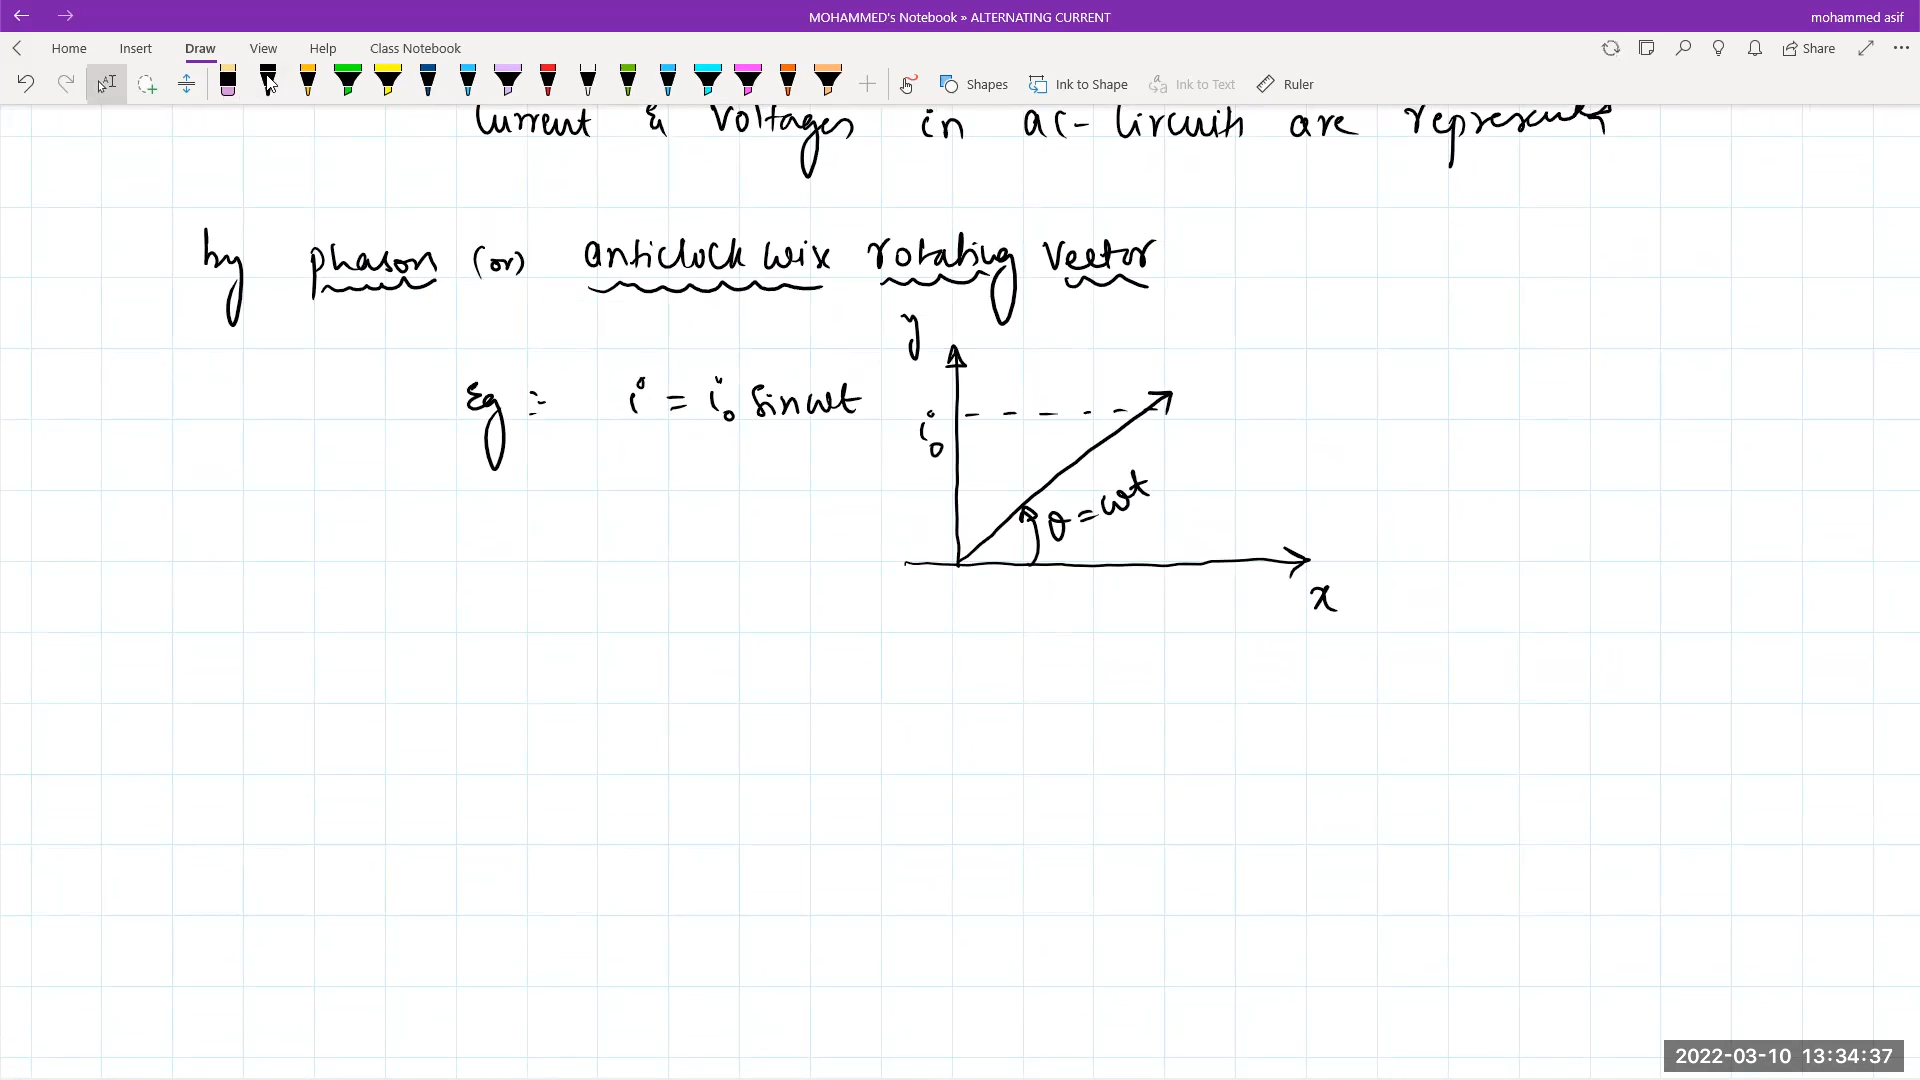 MOHAMMED's Notebook » ALTERNATING CURRENT
mohammed asif
Home Insert Draw View Help Class Notebook
Share
Shapes Ink to Shape Ink to Text Ruler
Current & Voltages in ac- Circuits are represents
by phasor (or) anticlock wise rotating vector
y
Eg :- i = i₀ sinωt
i₀
θ = ωt
x
2022-03-10 13:34:37